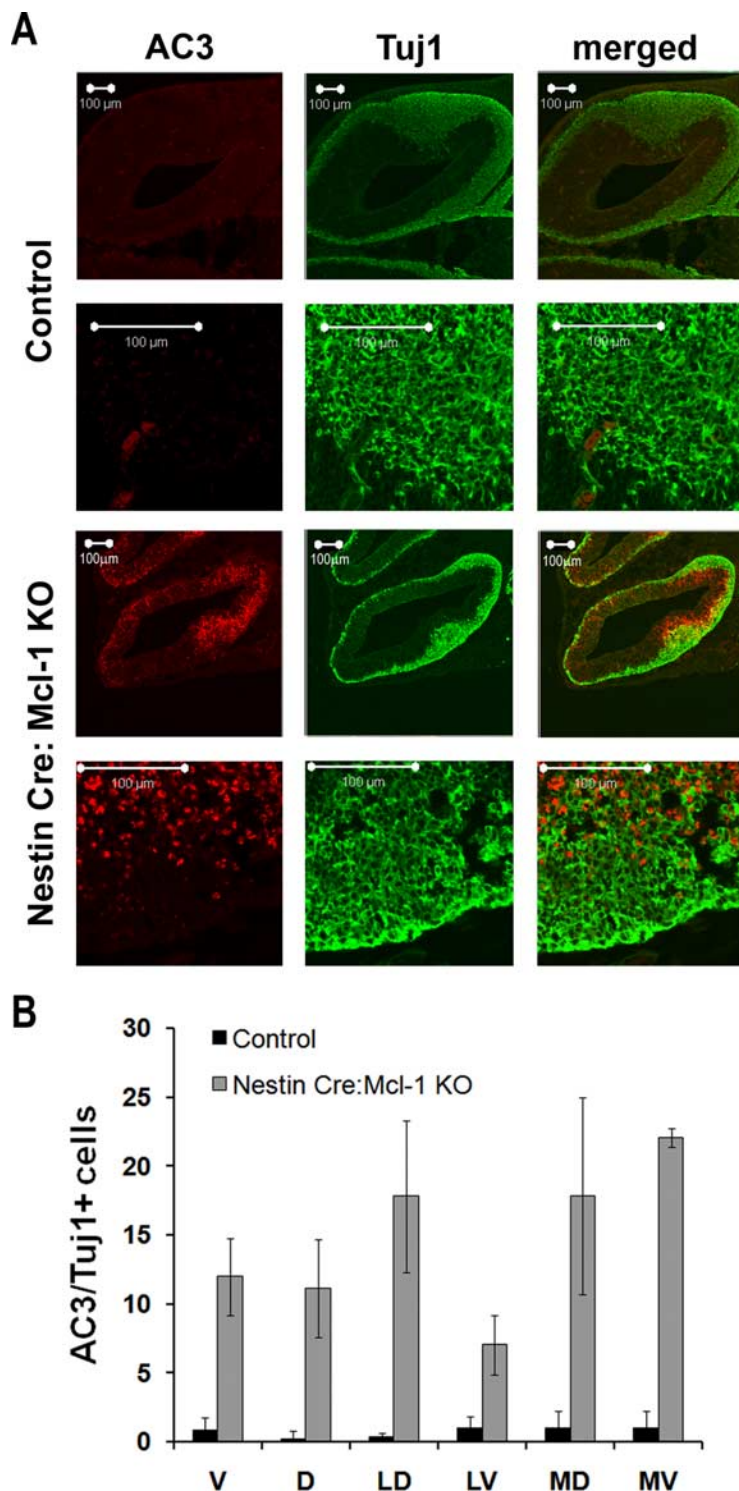 A
AC3 Tuj1 merged
Control
100 µm 100 µm 100 µm
100 µm 100 µm 100 µm
Nestin Cre: Mcl-1 KO
100µm 100µm 100µm
100 µm 100 µm 100 µm
B
AC3/Tuj1+ cells
30
25
20
15
10
5
0
Control
Nestin Cre:Mcl-1 KO
V D LD LV MD MV